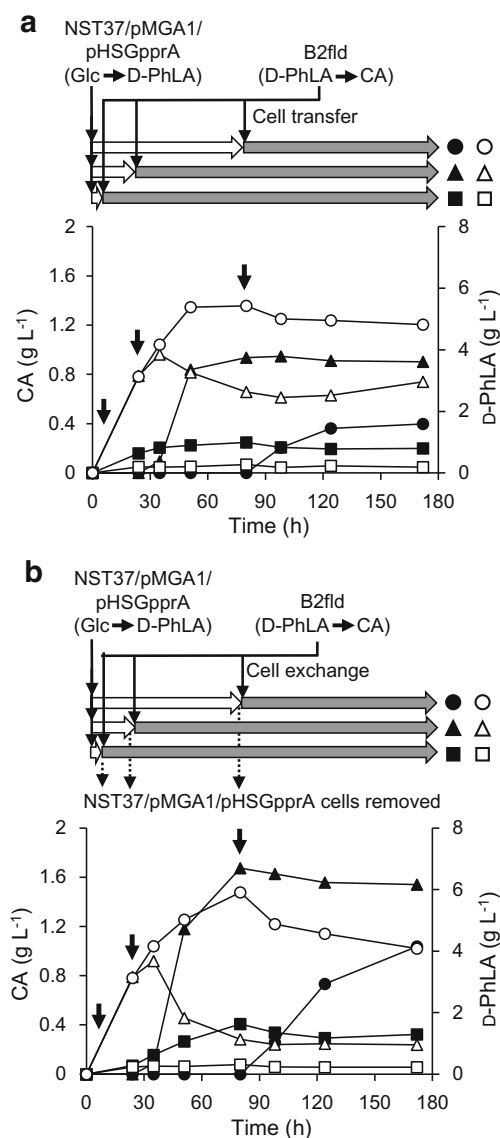 a
NST37/pMGA1/
pHSGpprA
(Glc→D-PhLA)
B2fld
(D-PhLA→CA)
Cell transfer
2
1.6
1.2
0.8
0.4
0
CA (g L-1)
8
6
4
2
0
D-PhLA (g L-1)
0 30 60 90 120 150 180
Time (h)
b
NST37/pMGA1/
pHSGpprA
(Glc→D-PhLA)
B2fld
(D-PhLA→CA)
Cell exchange
NST37/pMGA1/pHSGpprA cells removed
2
1.6
1.2
0.8
0.4
0
CA (g L-1)
8
6
4
2
0
D-PhLA (g L-1)
0 30 60 90 120 150 180
Time (h)